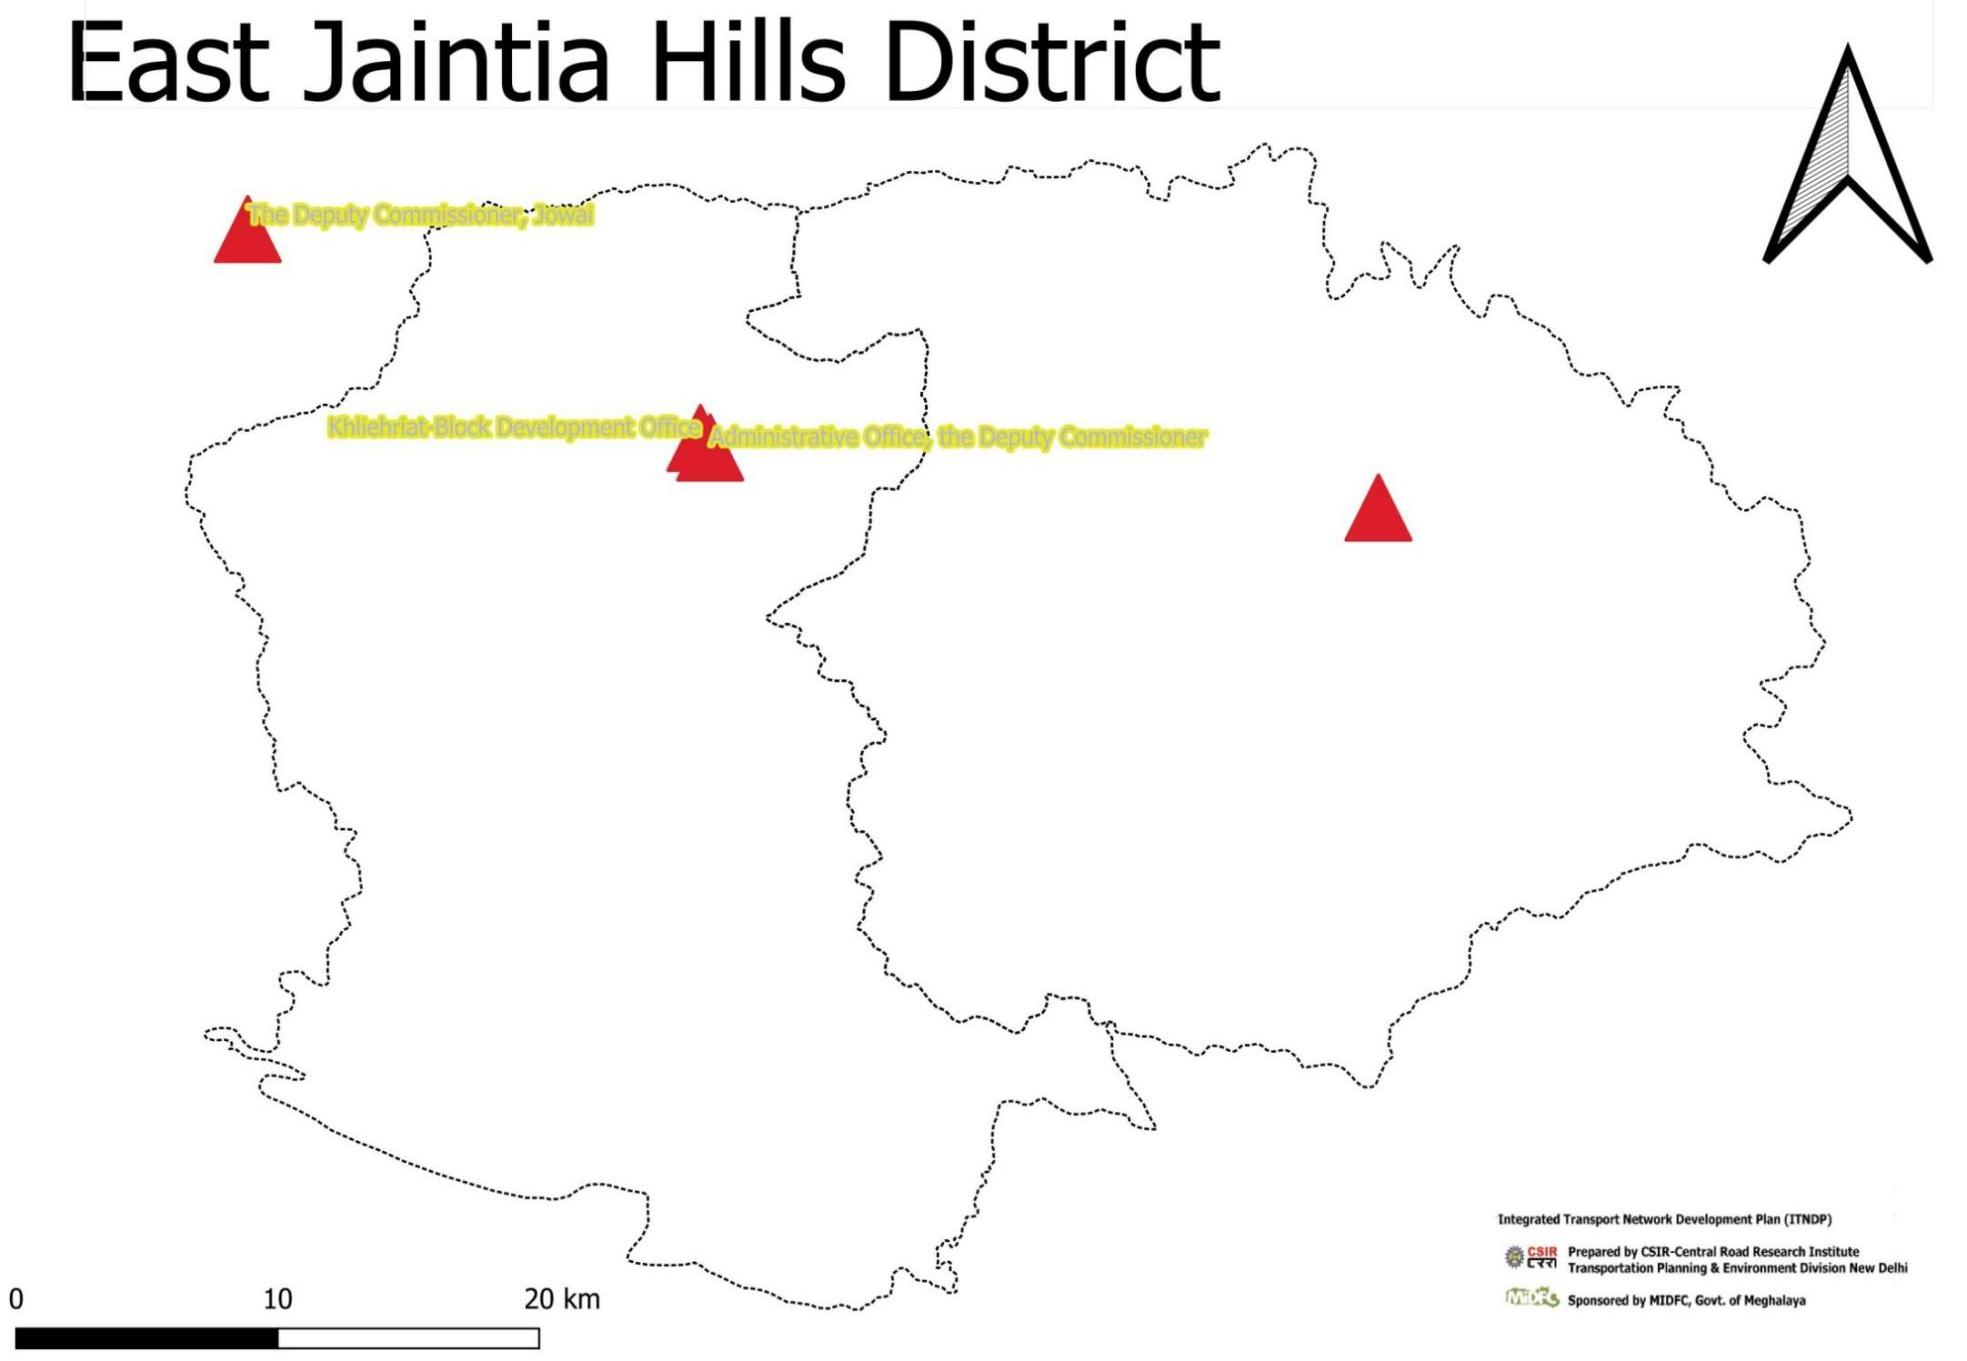 East Jaintia Hills District
The Deputy Commissioner, Jowai
Khliehriat-Block Development Office
Administrative Office, the Deputy Commissioner
Integrated Transport Network Development Plan (ITNDP)
CSIR
Prepared by CSIR-Central Road Research Institute
Transportation Planning & Environment Division New Delhi
MIDFC
Sponsored by MIDFC, Govt. of Meghalaya
0 10 20 km